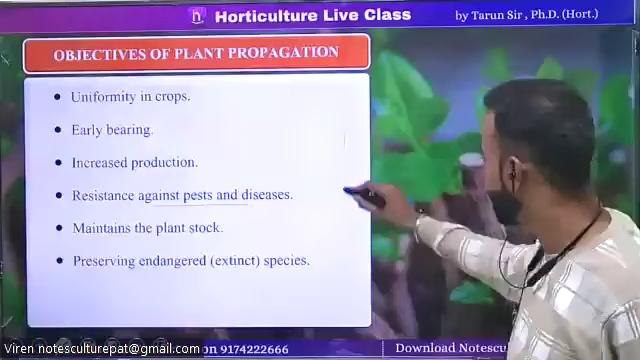 Horticulture Live Class
by Tarun Sir , Ph.D. (Hort.)
OBJECTIVES OF PLANT PROPAGATION
• Uniformity in crops.
• Early bearing.
• Increased production.
• Resistance against pests and diseases.
• Maintains the plant stock.
• Preserving endangered (extinct) species.
Viren notesculturepat@gmail.com
on 9174222666
Download Notescu